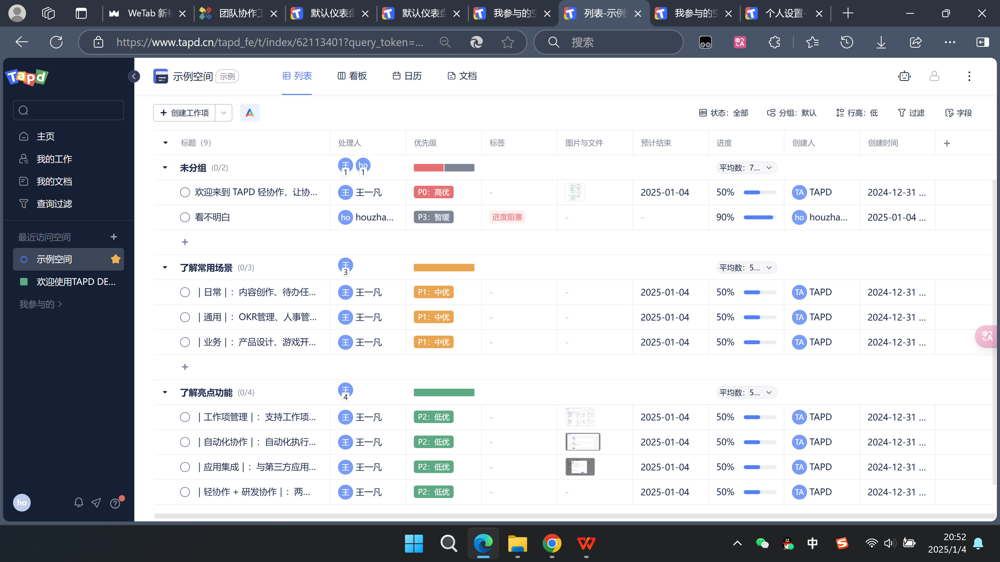 WeTab 新标
团队协作工
默认仪表盘
默认仪表盘
我参与的空
列表-示例
我参与的空
个人设置-
https://www.tapd.cn/tapd_fe/t/index/62113401?query_token=...
搜索
Tapd
示例空间 示例
列表
看板
日历
文档
主页
我的工作
我的文档
查询过滤
最近访问空间
示例空间
欢迎使用TAPD DE...
我参与的
ho
创建工作项
状态：全部
分组：默认
行高：低
过滤
字段
标题（9） 处理人 优先级 标签 图片与文件 预计结束 进度 创建人 创建时间
未分组 (0/2) 王 1 ho 1 平均数：7...
欢迎来到 TAPD 轻协作，让协... 王 王一凡 P0：高优 - 2025-01-04 50% TA TAPD 2024-12-31 ...
看不明白 ho houzha... P3：暂缓 进度阻塞 - - 90% ho houzha... 2025-01-04 ...
了解常用场景 (0/3) 王 3 平均数：5...
| 日常 | ：内容创作、待办任... 王 王一凡 P1：中优 - - 2025-01-04 50% TA TAPD 2024-12-31 ...
| 通用 | ：OKR管理、人事管... 王 王一凡 P1：中优 - - 2025-01-04 50% TA TAPD 2024-12-31 ...
| 业务 | ：产品设计、游戏开... 王 王一凡 P1：中优 - - 2025-01-04 50% TA TAPD 2024-12-31 ...
了解亮点功能 (0/4) 王 4 平均数：5...
| 工作项管理 | ：支持工作项... 王 王一凡 P2：低优 - 2025-01-04 50% TA TAPD 2024-12-31 ...
| 自动化协作 | ：自动化执行... 王 王一凡 P2：低优 - 2025-01-04 50% TA TAPD 2024-12-31 ...
| 应用集成 | ：与第三方应用... 王 王一凡 P2：低优 - 2025-01-04 50% TA TAPD 2024-12-31 ...
| 轻协作 + 研发协作 | ：两... 王 王一凡 P2：低优 - - 2025-01-04 50% TA TAPD 2024-12-31 ...
中
20:52
2025/1/4